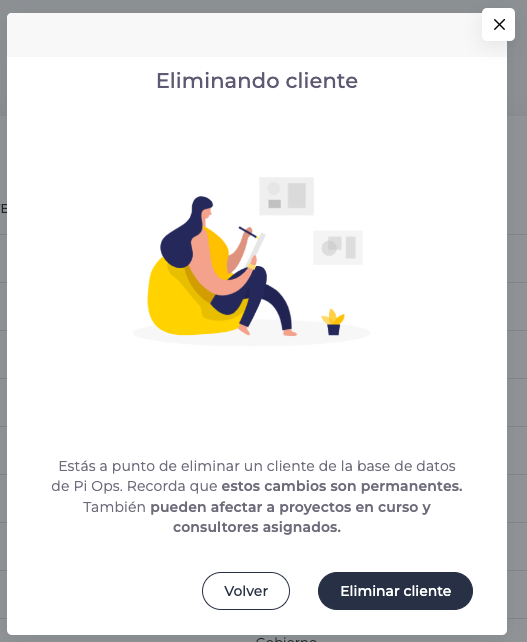 Eliminando cliente
Estás a punto de eliminar un cliente de la base de datos
de Pi Ops. Recorda que estos cambios son permanentes.
También pueden afectar a proyectos en curso y
consultores asignados.
Volver
Eliminar cliente